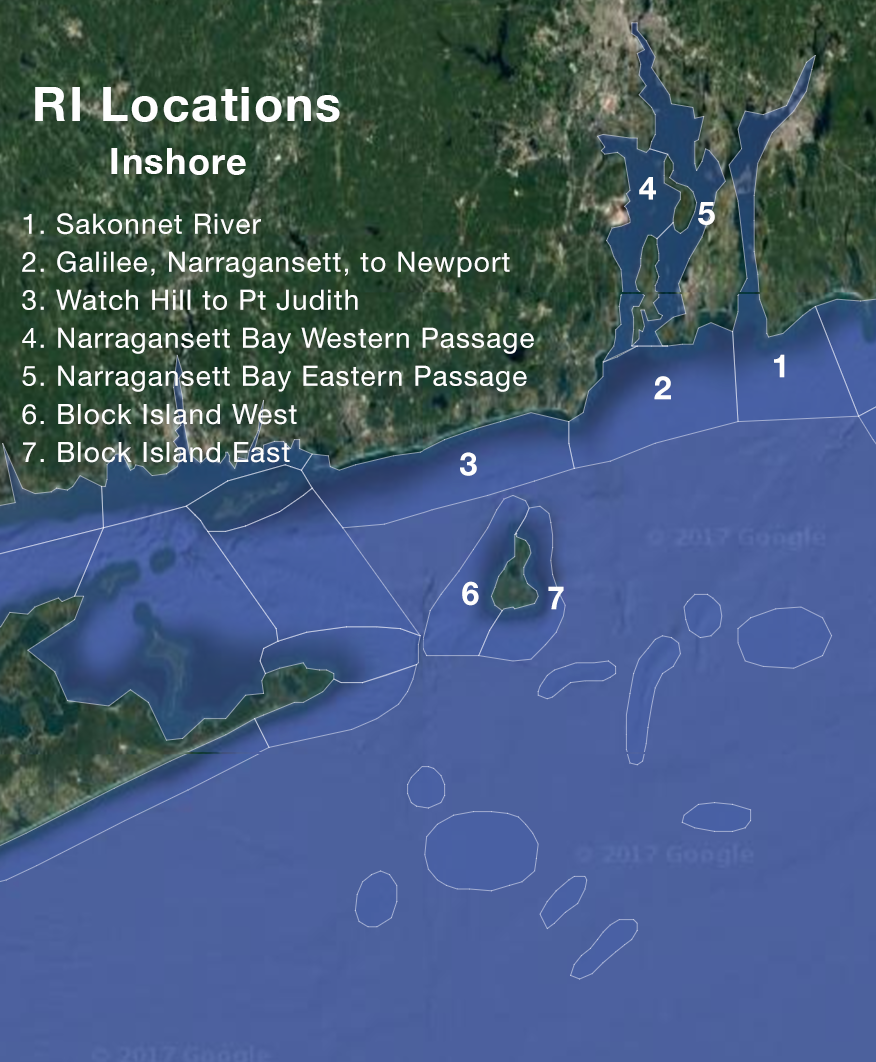 RI Locations
Inshore
1. Sakonnet River
2. Galilee, Narragansett, to Newport
3. Watch Hill to Pt Judith
4. Narragansett Bay Western Passage
5. Narragansett Bay Eastern Passage
6. Block Island West
7. Block Island East
4
5
1
2
3
© 2017 Google
6
7
© 2017 Google
© 2017 Google